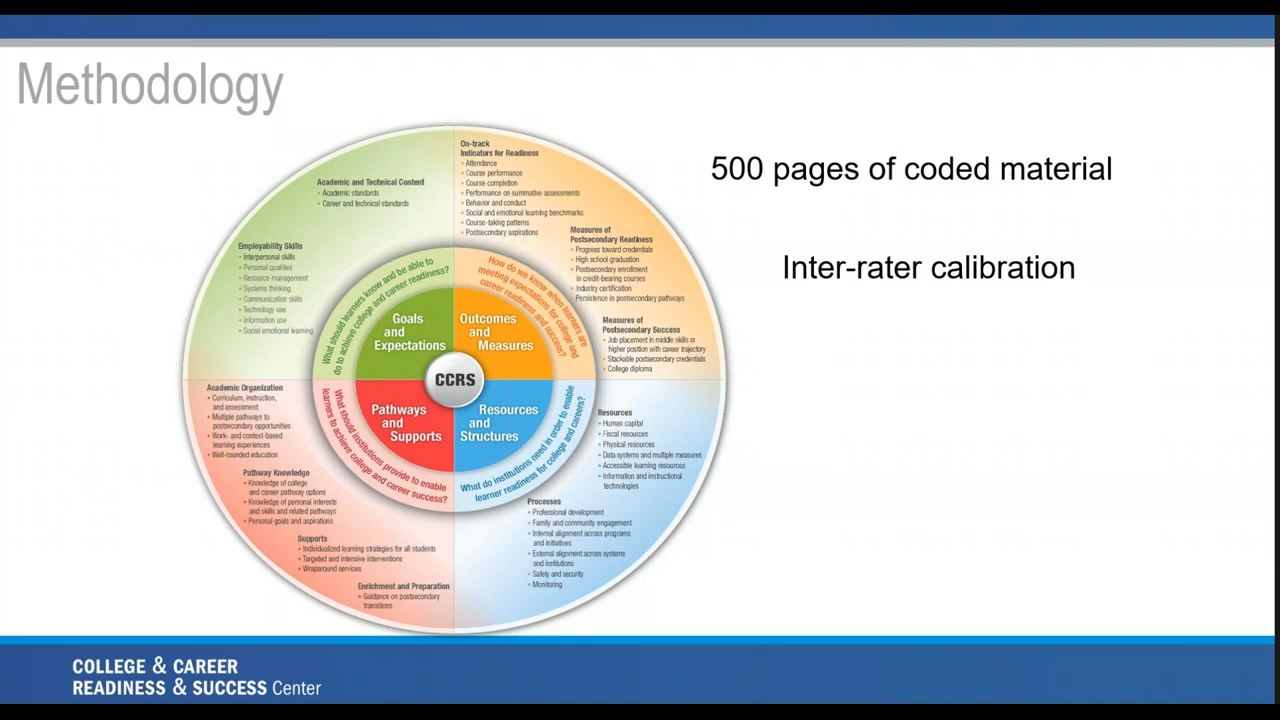 Methodology
500 pages of coded material
Inter-rater calibration
Academic and Technical Content
• Academic standards
• Career and technical standards
Employability Skills
• Interpersonal skills
• Personal qualities
• Resource management
• Systems thinking
• Communication skills
• Technology use
• Information use
• Social emotional learning
What should learners know and be able to
do to achieve college and career readiness?
Goals
and
Expectations
On-track
Indicators for Readiness
• Attendance
• Course performance
• Course completion
• Performance on summative assessments
• Behavior and conduct
• Social and emotional learning benchmarks
• Course-taking patterns
• Postsecondary aspirations
Measures of
Postsecondary Readiness
• Progress toward credentials
• High school graduation
• Postsecondary enrollment
in credit-bearing courses
• Industry certification
• Persistence in postsecondary pathways
Measures of
Postsecondary Success
• Job placement in middle skills or
higher position with career trajectory
• Stackable postsecondary credentials
• College diploma
How do we know when learners are
meeting expectations for college and
career readiness and success?
Outcomes
and
Measures
CCRS
Academic Organization
• Curriculum, instruction,
and assessment
• Multiple pathways to
postsecondary opportunities
• Work- and context-based
learning experiences
• Well-rounded education
Pathway Knowledge
• Knowledge of college
and career pathway options
• Knowledge of personal interests
and skills and related pathways
• Personal goals and aspirations
Supports
• Individualized learning strategies for all students
• Targeted and intensive interventions
• Wraparound services
Enrichment and Preparation
• Guidance on postsecondary
transitions
What should institutions provide to enable
learners to achieve college and career success?
Pathways
and
Supports
Resources
and
Structures
What do institutions need in order to enable
learner readiness for college and careers?
Resources
• Human capital
• Fiscal resources
• Physical resources
• Data systems and multiple measures
• Accessible learning resources
• Information and instructional
technologies
Processes
• Professional development
• Family and community engagement
• Internal alignment across programs
and initiatives
• External alignment across systems
and institutions
• Safety and security
• Monitoring
COLLEGE & CAREER
READINESS & SUCCESS Center